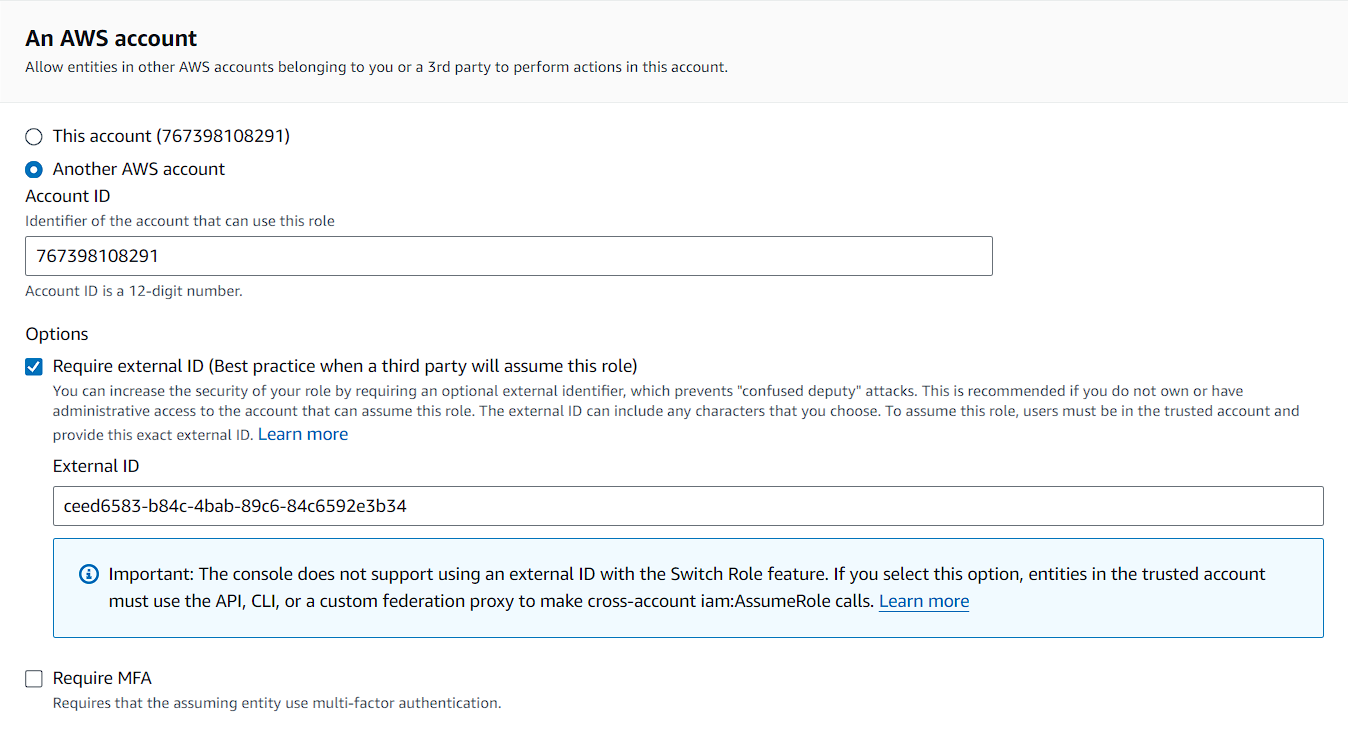 An AWS account
Allow entities in other AWS accounts belonging to you or a 3rd party to perform actions in this account.
This account (767398108291)
Another AWS account
Account ID
Identifier of the account that can use this role
767398108291
Account ID is a 12-digit number.
Options
Require external ID (Best practice when a third party will assume this role)
You can increase the security of your role by requiring an optional external identifier, which prevents "confused deputy" attacks. This is recommended if you do not own or have
administrative access to the account that can assume this role. The external ID can include any characters that you choose. To assume this role, users must be in the trusted account and
provide this exact external ID. Learn more
External ID
ceed6583-b84c-4bab-89c6-84c6592e3b34
Important: The console does not support using an external ID with the Switch Role feature. If you select this option, entities in the trusted account
must use the API, CLI, or a custom federation proxy to make cross-account iam:AssumeRole calls. Learn more
Require MFA
Requires that the assuming entity use multi-factor authentication.